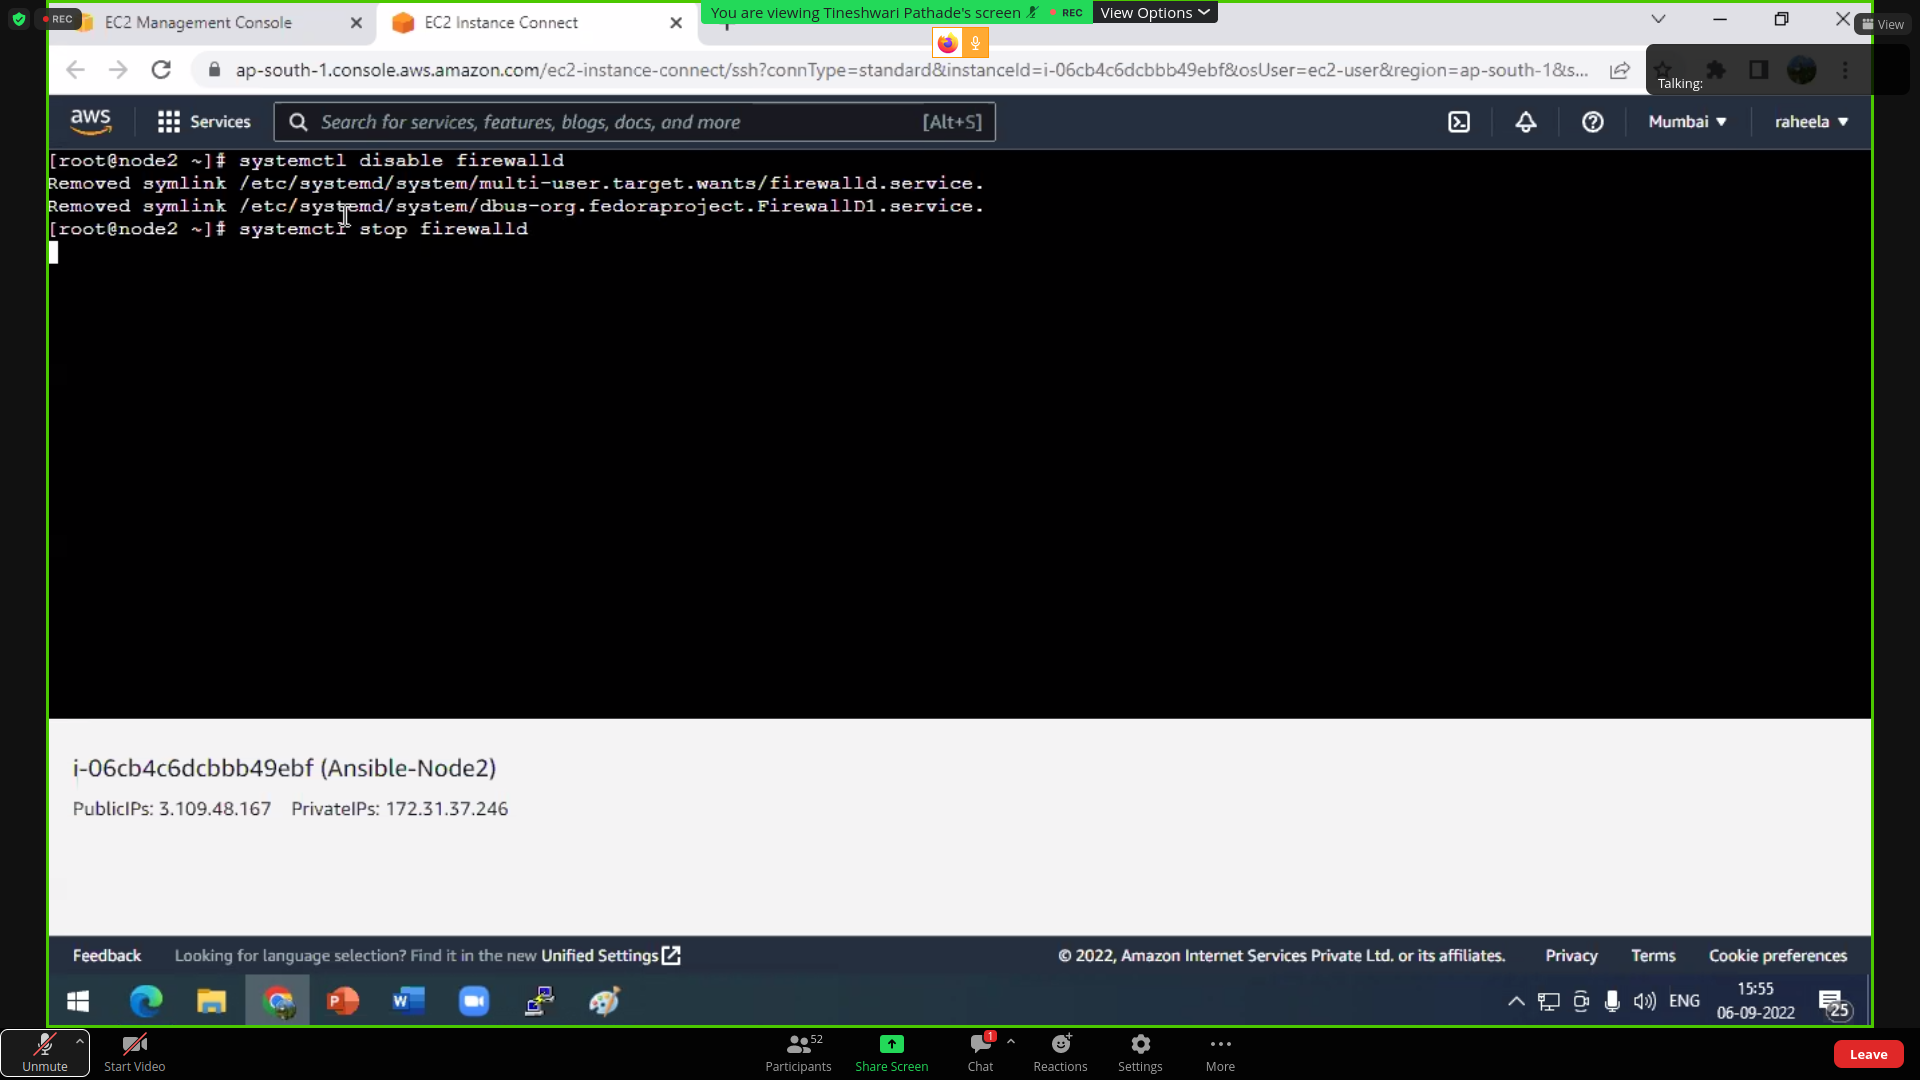 REC
EC2 Management Console
EC2 Instance Connect
You are viewing Tineshwari Pathade's screen
REC
View Options
View
ap-south-1.console.aws.amazon.com/ec2-instance-connect/ssh?connType=standard&instanceId=i-06cb4c6dcbbb49ebf&osUser=ec2-user&region=ap-south-1&s...
Talking:
aws
Services
Search for services, features, blogs, docs, and more
[Alt+S]
Mumbai
raheela
[root@node2 ~]# systemctl disable firewalld
Removed symlink /etc/systemd/system/multi-user.target.wants/firewalld.service.
Removed symlink /etc/systemd/system/dbus-org.fedoraproject.FirewallD1.service.
[root@node2 ~]# systemctl stop firewalld
i-06cb4c6dcbbb49ebf (Ansible-Node2)
PublicIPs: 3.109.48.167 PrivateIPs: 172.31.37.246
Feedback
Looking for language selection? Find it in the new Unified Settings
© 2022, Amazon Internet Services Private Ltd. or its affiliates.
Privacy
Terms
Cookie preferences
ENG
15:55
06-09-2022
25
Unmute
Start Video
52
Participants
Share Screen
1
Chat
Reactions
Settings
More
Leave